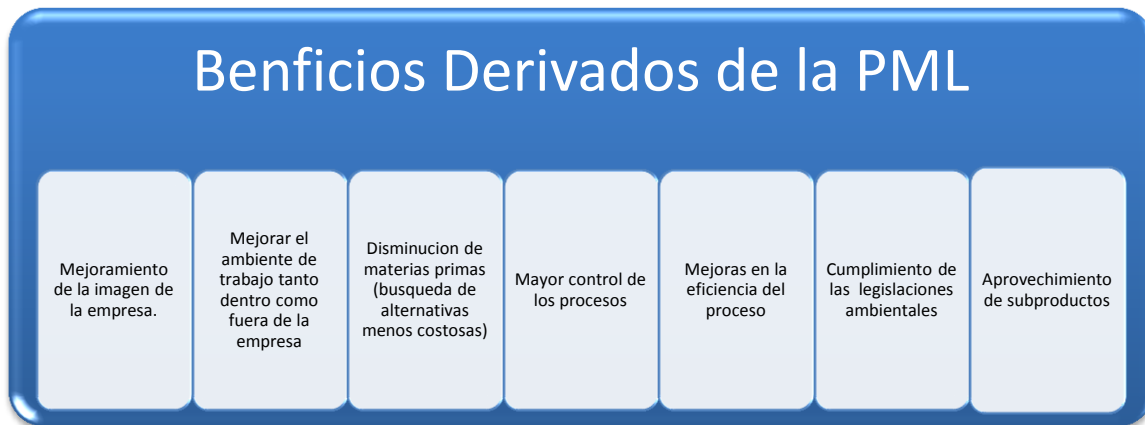 Benficios Derivados de la PML
Mejoramiento
de la imagen de
la empresa.
Mejorar el
ambiente de
trabajo tanto
dentro como
fuera de la
empresa
Disminucion de
materias primas
(busqueda de
alternativas
menos costosas)
Mayor control de
los procesos
Mejoras en la
eficiencia del
proceso
Cumplimiento de
las legislaciones
ambientales
Aprovechimiento
de subproductos